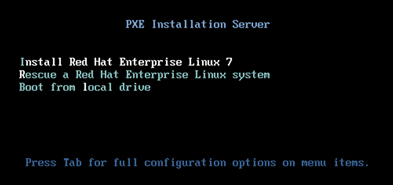 PXE Installation Server
Install Red Hat Enterprise Linux 7
Rescue a Red Hat Enterprise Linux system
Boot from local drive
Press Tab for full configuration options on menu items.